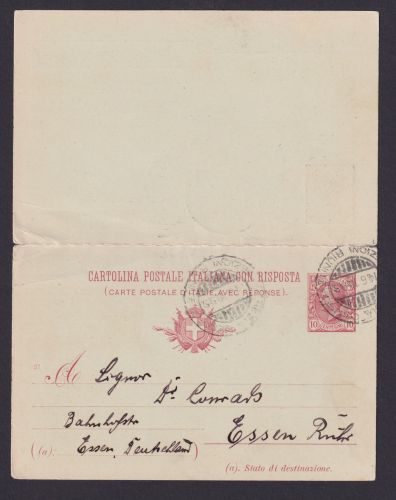 CARTOLINA POSTALE ITALIANA CON RISPOSTA
(CARTE POSTALE D'ITALIE, AVEC RÉPONSE)
10 10
A Signor
Dr. Conrads
Bahnhofstr
Essen Ruhr
(a): Essen, Deutschland
(a). Stato di destinazione.